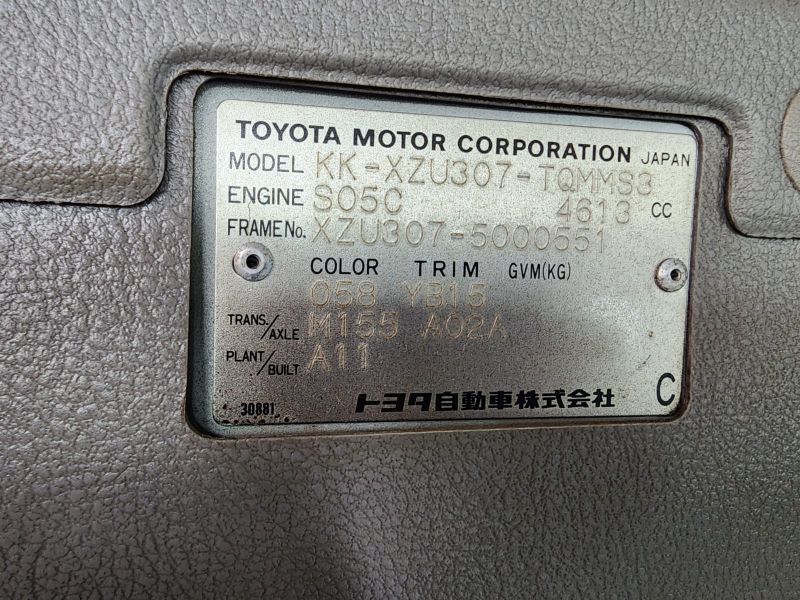 TOYOTA MOTOR CORPORATION JAPAN
MODEL KK-XZU307-TQMMS3
ENGINE S05C 4613 CC
FRAME No. XZU307-5000551
COLOR TRIM GVM(KG)
058 YB15
TRANS./AXLE M155 A02A
PLANT/BUILT A11
30881 トヨタ自動車株式会社 C